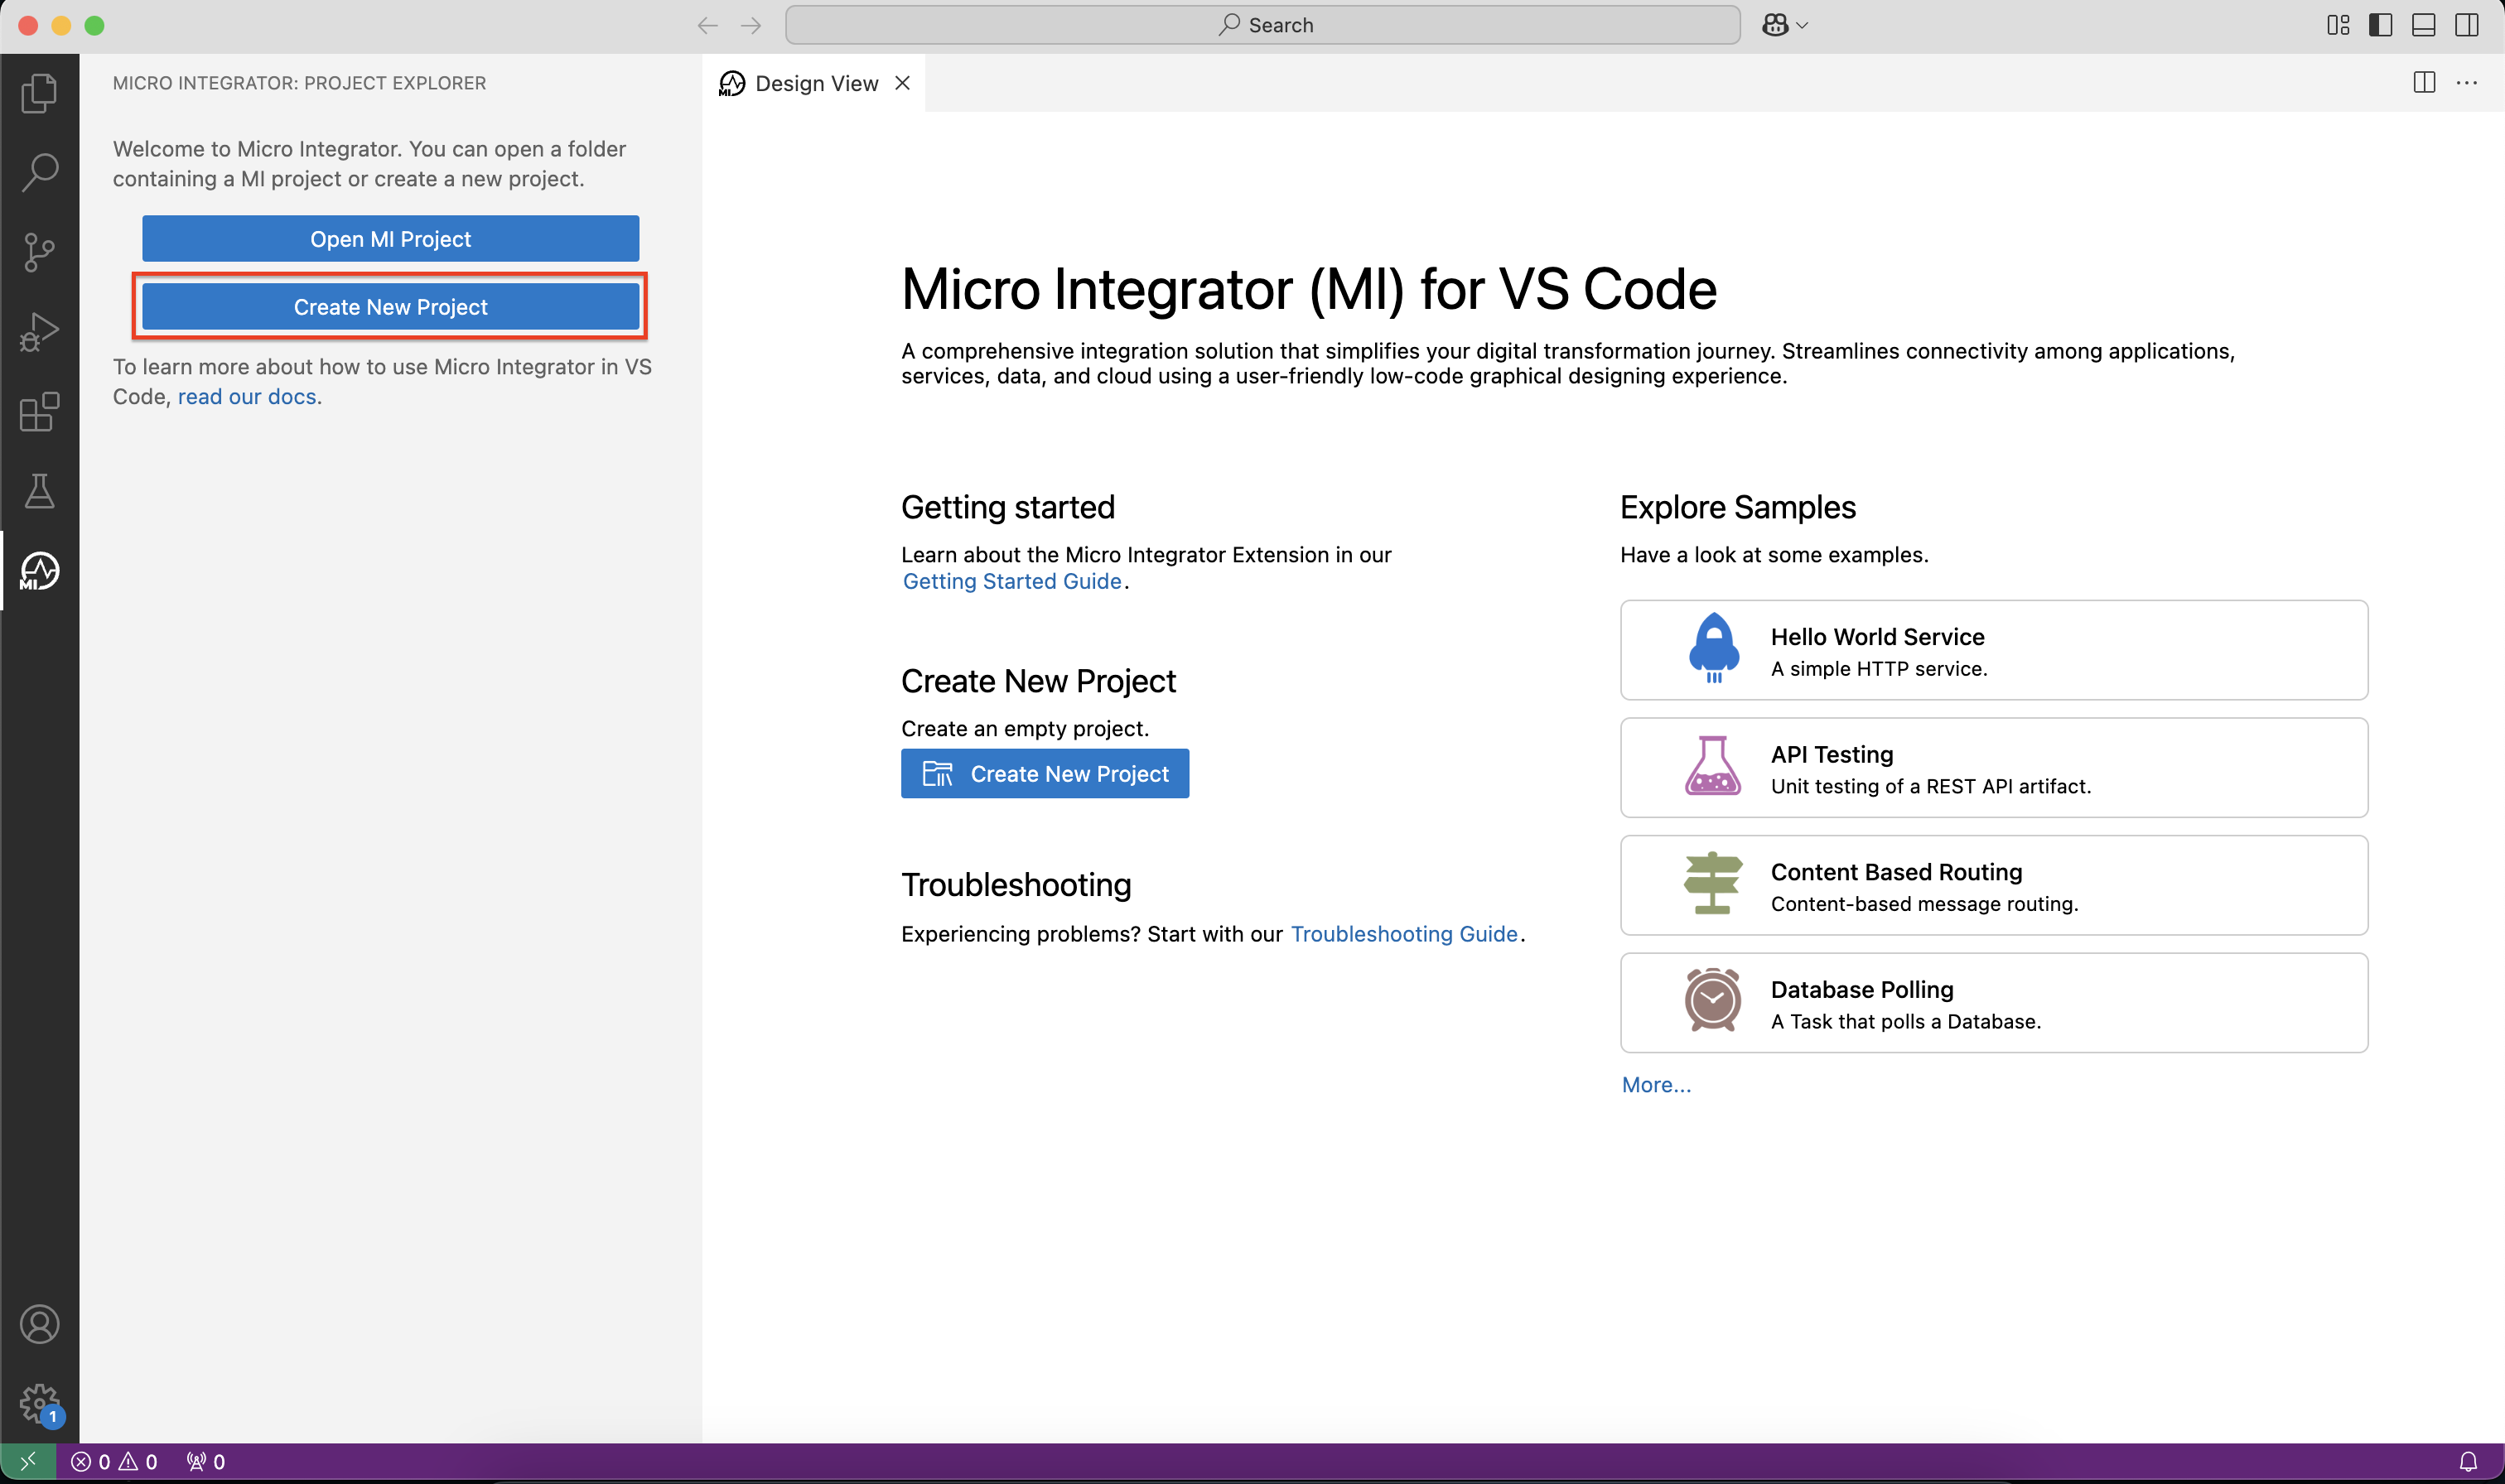 Search
MICRO INTEGRATOR: PROJECT EXPLORER
Welcome to Micro Integrator. You can open a folder
containing a MI project or create a new project.
Open MI Project
Create New Project
To learn more about how to use Micro Integrator in VS
Code, read our docs.
MI
Design View
Micro Integrator (MI) for VS Code
A comprehensive integration solution that simplifies your digital transformation journey. Streamlines connectivity among applications,
services, data, and cloud using a user-friendly low-code graphical designing experience.
Getting started
Learn about the Micro Integrator Extension in our
Getting Started Guide.
Create New Project
Create an empty project.
Create New Project
Troubleshooting
Experiencing problems? Start with our Troubleshooting Guide.
Explore Samples
Have a look at some examples.
Hello World Service
A simple HTTP service.
API Testing
Unit testing of a REST API artifact.
Content Based Routing
Content-based message routing.
Database Polling
A Task that polls a Database.
More...
MI
1
0 0 0